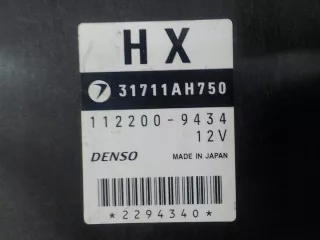 HX
31711AH750
112200-9434
12V
DENSO MADE IN JAPAN
*2294340*